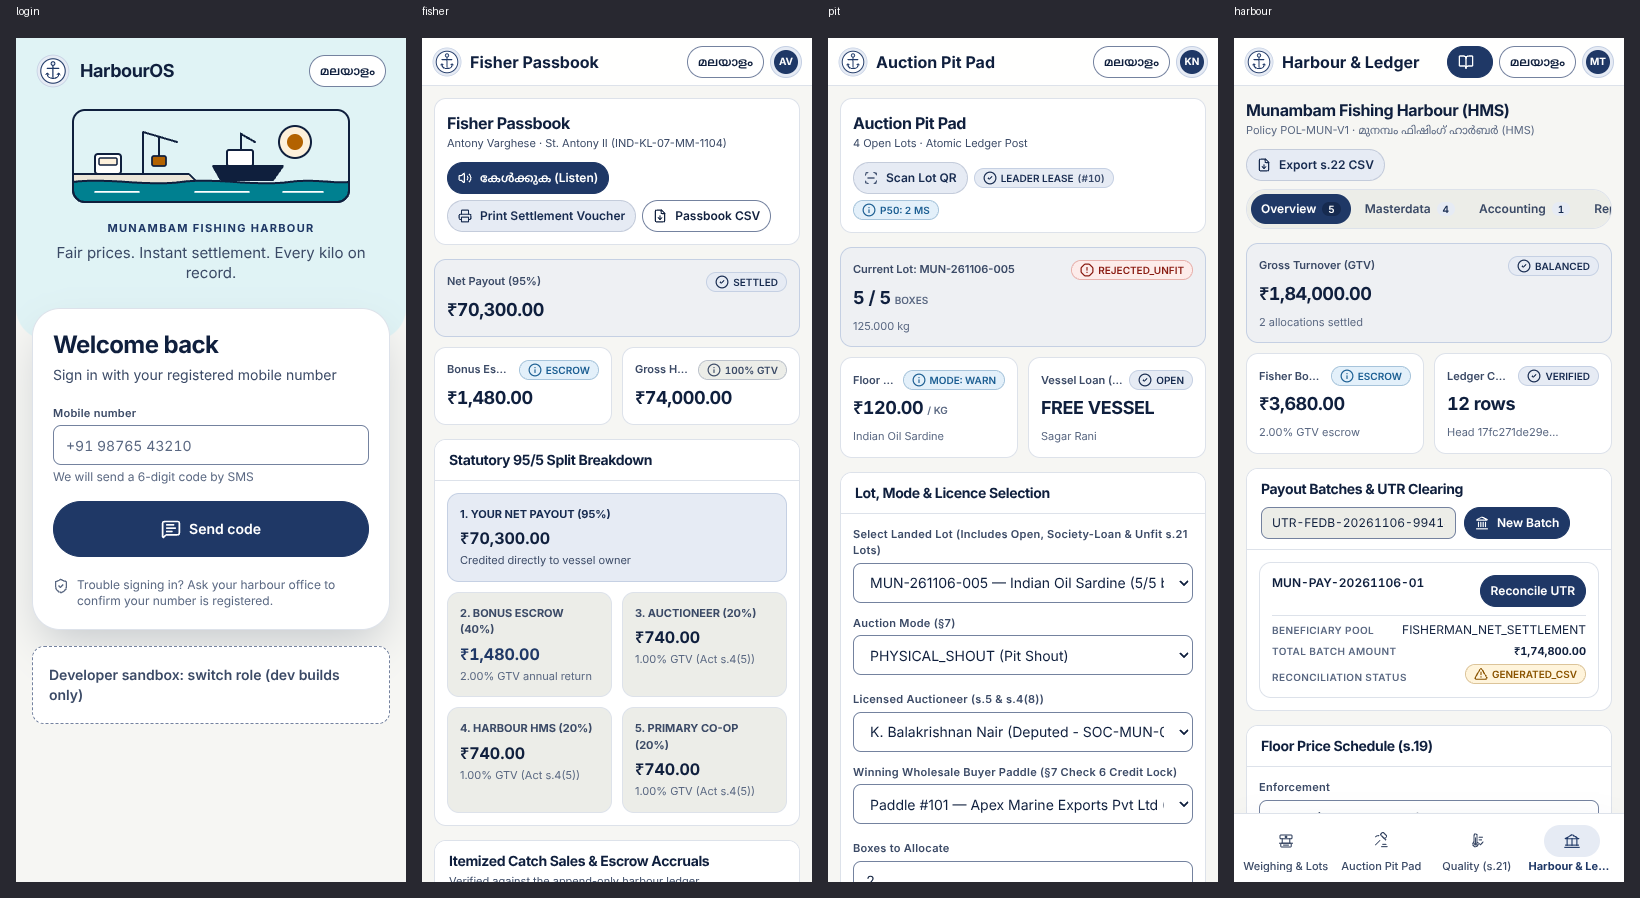 login
HarbourOS
മലയാളം
MUNAMBAM FISHING HARBOUR
Fair prices. Instant settlement. Every kilo on
record.
Welcome back
Sign in with your registered mobile number
Mobile number
+91 98765 43210
We will send a 6-digit code by SMS
Send code
Trouble signing in? Ask your harbour office to
confirm your number is registered.
Developer sandbox: switch role (dev builds
only)
fisher
Fisher Passbook
മലയാളം
AV
Fisher Passbook
Antony Varghese · St. Antony II (IND-KL-07-MM-1104)
കേൾക്കുക (Listen)
Print Settlement Voucher
Passbook CSV
Net Payout (95%)
SETTLED
₹70,300.00
Bonus Es...
ESCROW
₹1,480.00
Gross H...
100% GTV
₹74,000.00
Statutory 95/5 Split Breakdown
1. YOUR NET PAYOUT (95%)
₹70,300.00
Credited directly to vessel owner
2. BONUS ESCROW
(40%)
₹1,480.00
2.00% GTV annual return
3. AUCTIONEER (20%)
₹740.00
1.00% GTV (Act s.4(5))
4. HARBOUR HMS (20%)
₹740.00
1.00% GTV (Act s.4(5))
5. PRIMARY CO-OP
(20%)
₹740.00
1.00% GTV (Act s.4(5))
Itemized Catch Sales & Escrow Accruals
Verified against the append-only harbour ledger
pit
Auction Pit Pad
മലയാളം
KN
Auction Pit Pad
4 Open Lots · Atomic Ledger Post
Scan Lot QR
LEADER LEASE (#10)
P50: 2 MS
Current Lot: MUN-261106-005
REJECTED_UNFIT
5 / 5 BOXES
125.000 kg
Floor ...
MODE: WARN
₹120.00 / KG
Indian Oil Sardine
Vessel Loan (...
OPEN
FREE VESSEL
Sagar Rani
Lot, Mode & Licence Selection
Select Landed Lot (Includes Open, Society-Loan & Unfit s.21
Lots)
MUN-261106-005 — Indian Oil Sardine (5/5
Auction Mode (§7)
PHYSICAL_SHOUT (Pit Shout)
Licensed Auctioneer (s.5 & s.4(8))
K. Balakrishnan Nair (Deputed - SOC-MUN-
Winning Wholesale Buyer Paddle (§7 Check 6 Credit Lock)
Paddle #101 — Apex Marine Exports Pvt Ltd
Boxes to Allocate
2
harbour
Harbour & Ledger
മലയാളം
MT
Munambam Fishing Harbour (HMS)
Policy POL-MUN-V1 · മുനമ്പം ഫിഷിംഗ് ഹാർബർ (HMS)
Export s.22 CSV
Overview 5
Masterdata 4
Accounting 1
Gross Turnover (GTV)
BALANCED
₹1,84,000.00
2 allocations settled
Fisher Bo...
ESCROW
₹3,680.00
2.00% GTV escrow
Ledger C...
VERIFIED
12 rows
Head 17fc271de29e...
Payout Batches & UTR Clearing
UTR-FEDB-20261106-9941
New Batch
MUN-PAY-20261106-01
Reconcile UTR
BENEFICIARY POOL
FISHERMAN_NET_SETTLEMENT
TOTAL BATCH AMOUNT
₹1,74,800.00
RECONCILIATION STATUS
GENERATED_CSV
Floor Price Schedule (s.19)
Enforcement
Weighing & Lots
Auction Pit Pad
Quality (s.21)
Harbour & Le...